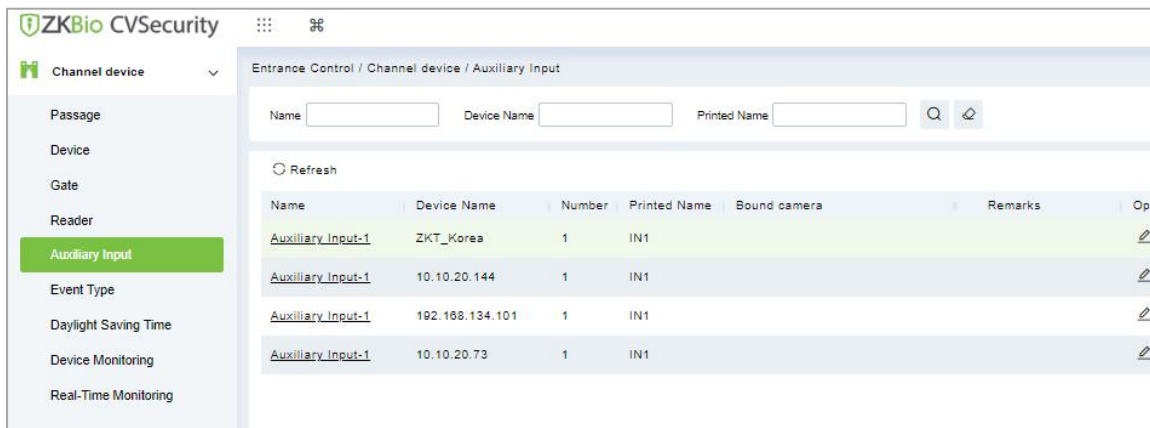 ZKBio CVSecurity
Channel device
Passage
Device
Gate
Reader
Auxiliary Input
Event Type
Daylight Saving Time
Device Monitoring
Real-Time Monitoring
Entrance Control / Channel device / Auxiliary Input
Name Device Name Printed Name
Refresh
Name Device Name Number Printed Name Bound camera Remarks Op
Auxiliary Input-1 ZKT_Korea 1 IN1
Auxiliary Input-1 10.10.20.144 1 IN1
Auxiliary Input-1 192.168.134.101 1 IN1
Auxiliary Input-1 10.10.20.73 1 IN1